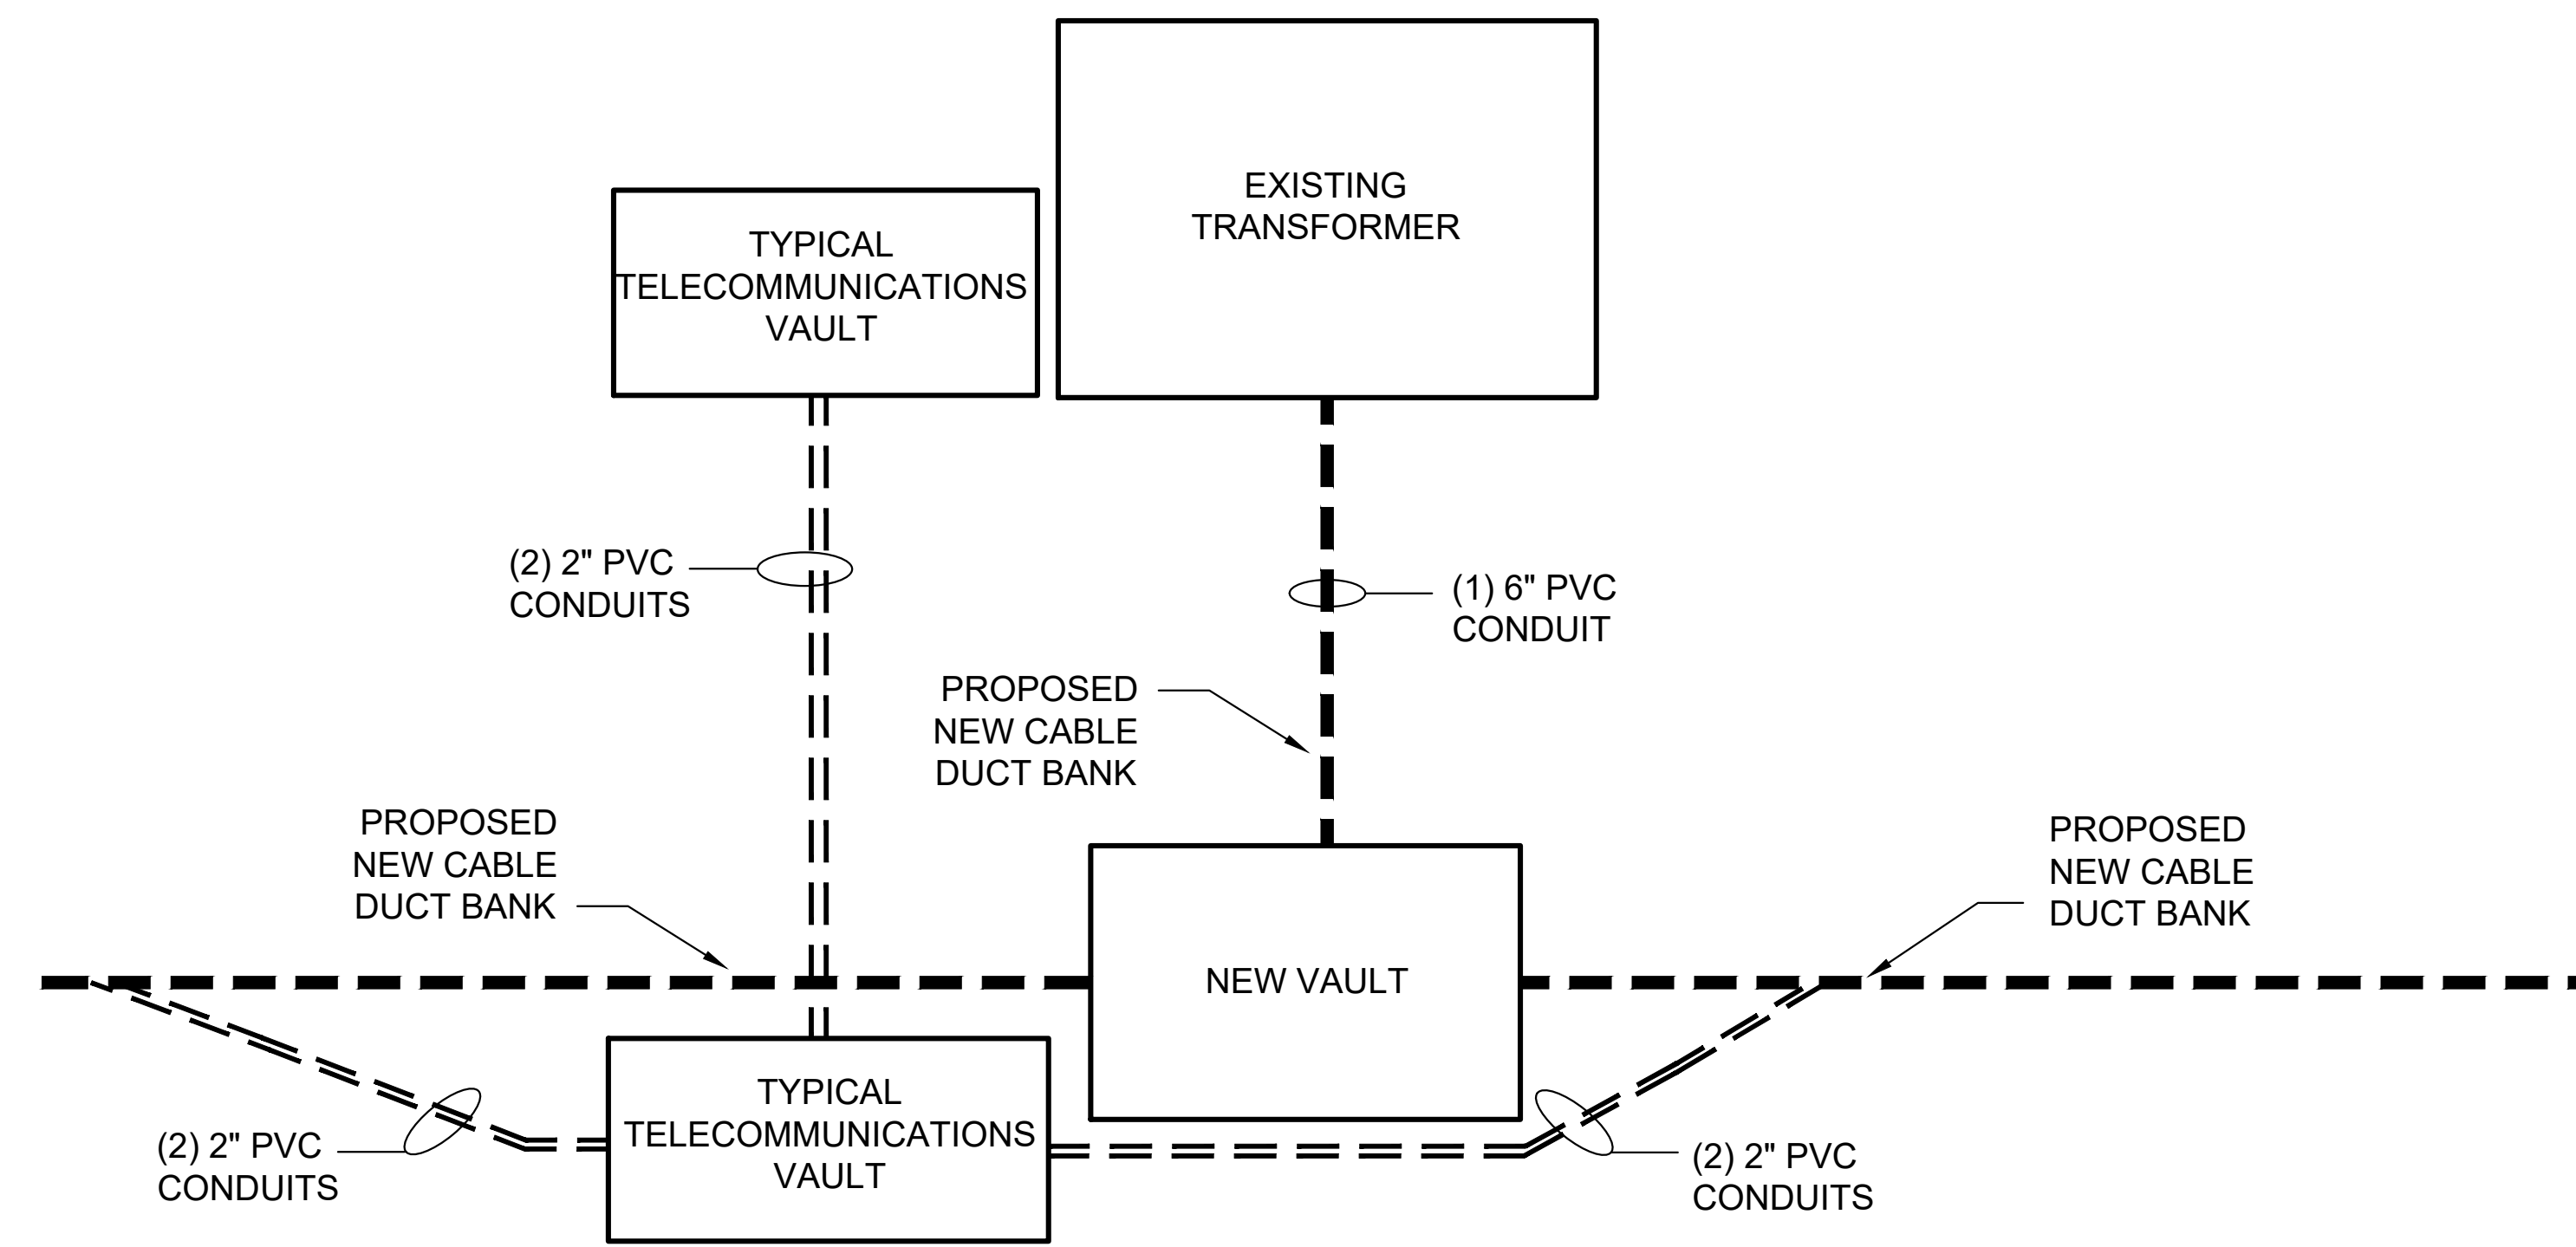 EXISTING
TRANSFORMER
TYPICAL
TELECOMMUNICATIONS
VAULT
(2) 2" PVC
CONDUITS
(1) 6" PVC
CONDUIT
PROPOSED
NEW CABLE
DUCT BANK
PROPOSED
NEW CABLE
DUCT BANK
PROPOSED
NEW CABLE
DUCT BANK
NEW VAULT
TYPICAL
TELECOMMUNICATIONS
VAULT
(2) 2" PVC
CONDUITS
(2) 2" PVC
CONDUITS